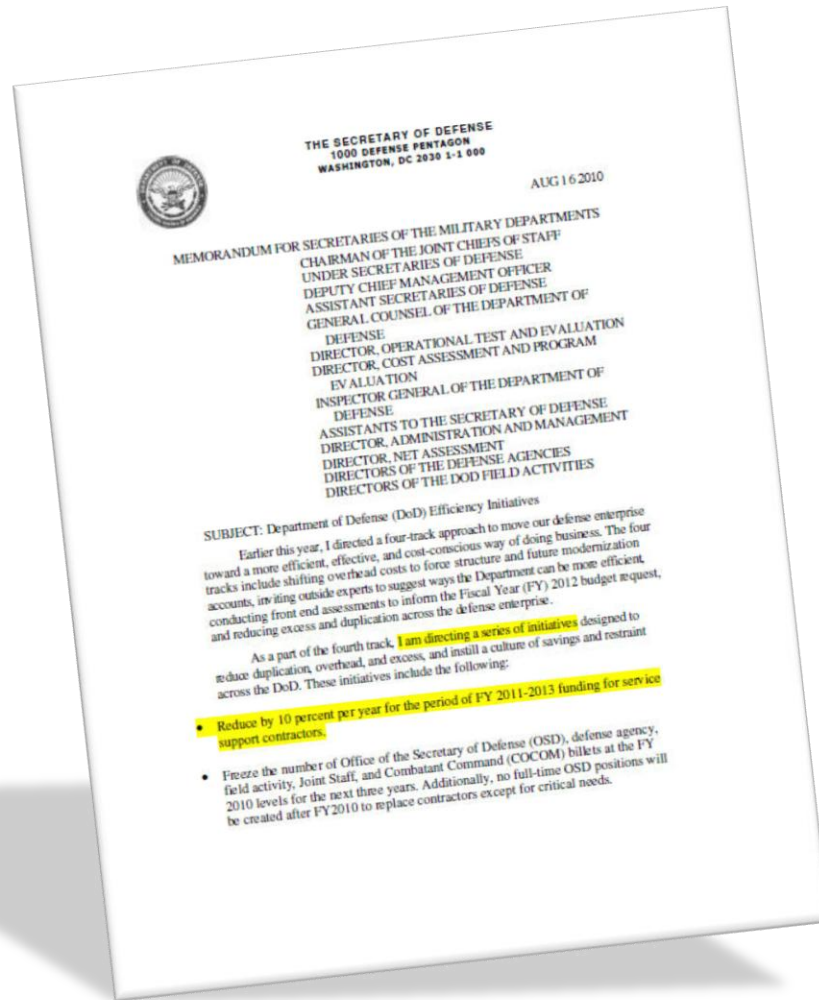 THE SECRETARY OF DEFENSE
1000 DEFENSE PENTAGON
WASHINGTON, DC 2030 1-1 000
AUG 16 2010
MEMORANDUM FOR SECRETARIES OF THE MILITARY DEPARTMENTS
CHAIRMAN OF THE JOINT CHIEFS OF STAFF
UNDER SECRETARIES OF DEFENSE
DEPUTY CHIEF MANAGEMENT OFFICER
ASSISTANT SECRETARIES OF DEFENSE
GENERAL COUNSEL OF THE DEPARTMENT OF
DEFENSE
DIRECTOR, OPERATIONAL TEST AND EVALUATION
DIRECTOR, COST ASSESSMENT AND PROGRAM
EVALUATION
INSPECTOR GENERAL OF THE DEPARTMENT OF
DEFENSE
ASSISTANTS TO THE SECRETARY OF DEFENSE
DIRECTOR, ADMINISTRATION AND MANAGEMENT
DIRECTOR, NET ASSESSMENT
DIRECTORS OF THE DEFENSE AGENCIES
DIRECTORS OF THE DOD FIELD ACTIVITIES
SUBJECT: Department of Defense (DoD) Efficiency Initiatives
Earlier this year, I directed a four-track approach to move our defense enterprise
toward a more efficient, effective, and cost-conscious way of doing business. The four
tracks include shifting overhead costs to force structure and future modernization
accounts, inviting outside experts to suggest ways the Department can be more efficient,
conducting front end assessments to inform the Fiscal Year (FY) 2012 budget request,
and reducing excess and duplication across the defense enterprise.
As a part of the fourth track, I am directing a series of initiatives designed to
reduce duplication, overhead, and excess, and instill a culture of savings and restraint
across the DoD. These initiatives include the following:
• Reduce by 10 percent per year for the period of FY 2011-2013 funding for service
support contractors.
• Freeze the number of Office of the Secretary of Defense (OSD), defense agency,
field activity, Joint Staff, and Combatant Command (COCOM) billets at the FY
2010 levels for the next three years. Additionally, no full-time OSD positions will
be created after FY2010 to replace contractors except for critical needs.